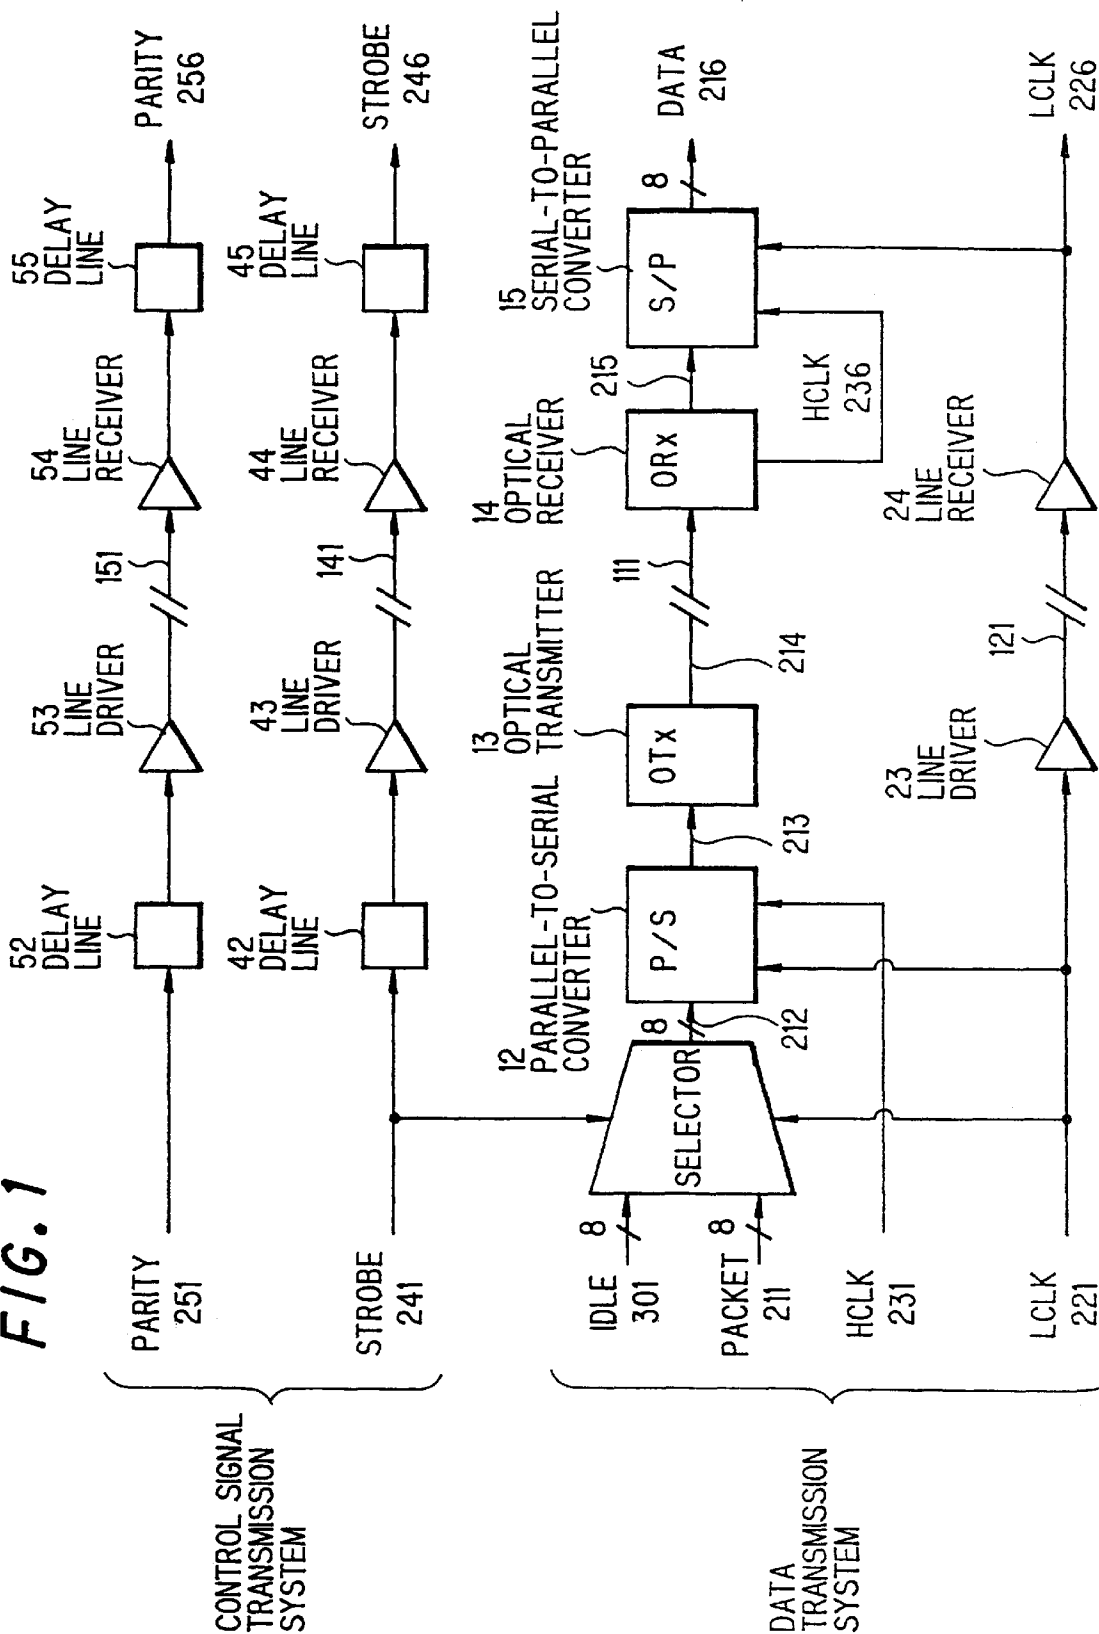 FIG. 1
CONTROL SIGNAL
TRANSMISSION
SYSTEM
PARITY
251
52
DELAY
LINE
53
LINE
DRIVER
151
54
LINE
RECEIVER
55
DELAY
LINE
PARITY
256
STROBE
241
42
DELAY
LINE
43
LINE
DRIVER
141
44
LINE
RECEIVER
45
DELAY
LINE
STROBE
246
DATA
TRANSMISSION
SYSTEM
IDLE
301
8
PACKET
211
8
SELECTOR
8
212
12
PARALLEL-TO-SERIAL
CONVERTER
P/S
213
13
OPTICAL
TRANSMITTER
OTx
214
111
14
OPTICAL
RECEIVER
ORx
215
15
SERIAL-TO-PARALLEL
CONVERTER
S/P
8
DATA
216
HCLK
231
HCLK
236
LCLK
221
23
LINE
DRIVER
121
24
LINE
RECEIVER
LCLK
226